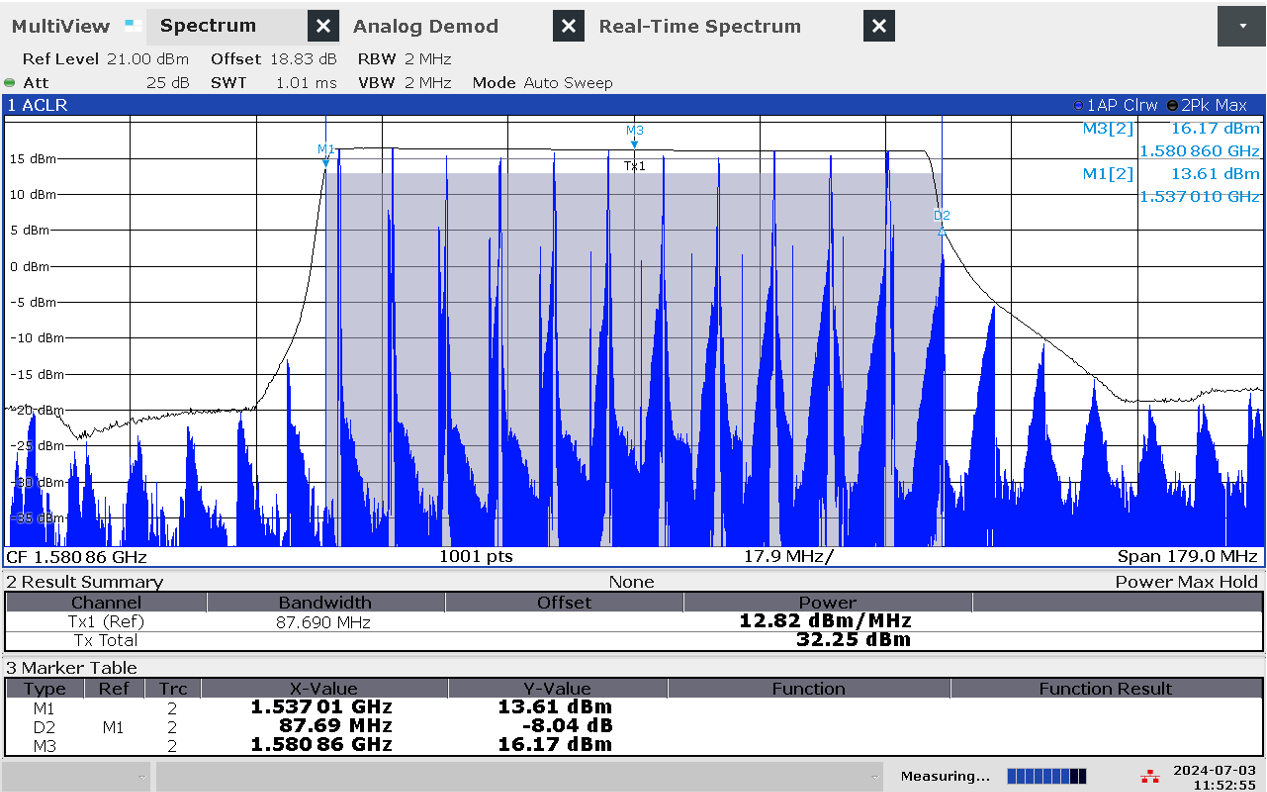 MultiView Spectrum Analog Demod Real-Time Spectrum
Ref Level 21.00 dBm Offset 18.83 dB RBW 2 MHz
Att 25 dB SWT 1.01 ms VBW 2 MHz Mode Auto Sweep
1 ACLR 1AP Clrw 2Pk Max
M3[2] 16.17 dBm
1.580 860 GHz
M1[2] 13.61 dBm
1.537 010 GHz
M1
M3
Tx1
D2
15 dBm
10 dBm
5 dBm
0 dBm
-5 dBm
-10 dBm
-15 dBm
-20 dBm
-25 dBm
-30 dBm
-35 dBm
CF 1.580 86 GHz 1001 pts 17.9 MHz/ Span 179.0 MHz
2 Result Summary None Power Max Hold
Channel Bandwidth Offset Power
Tx1 (Ref) 87.690 MHz 12.82 dBm/MHz
Tx Total 32.25 dBm
3 Marker Table
Type Ref Trc X-Value Y-Value Function Function Result
M1 2 1.537 01 GHz 13.61 dBm
D2 M1 2 87.69 MHz -8.04 dB
M3 2 1.580 86 GHz 16.17 dBm
Measuring... 2024-07-03
11:52:55